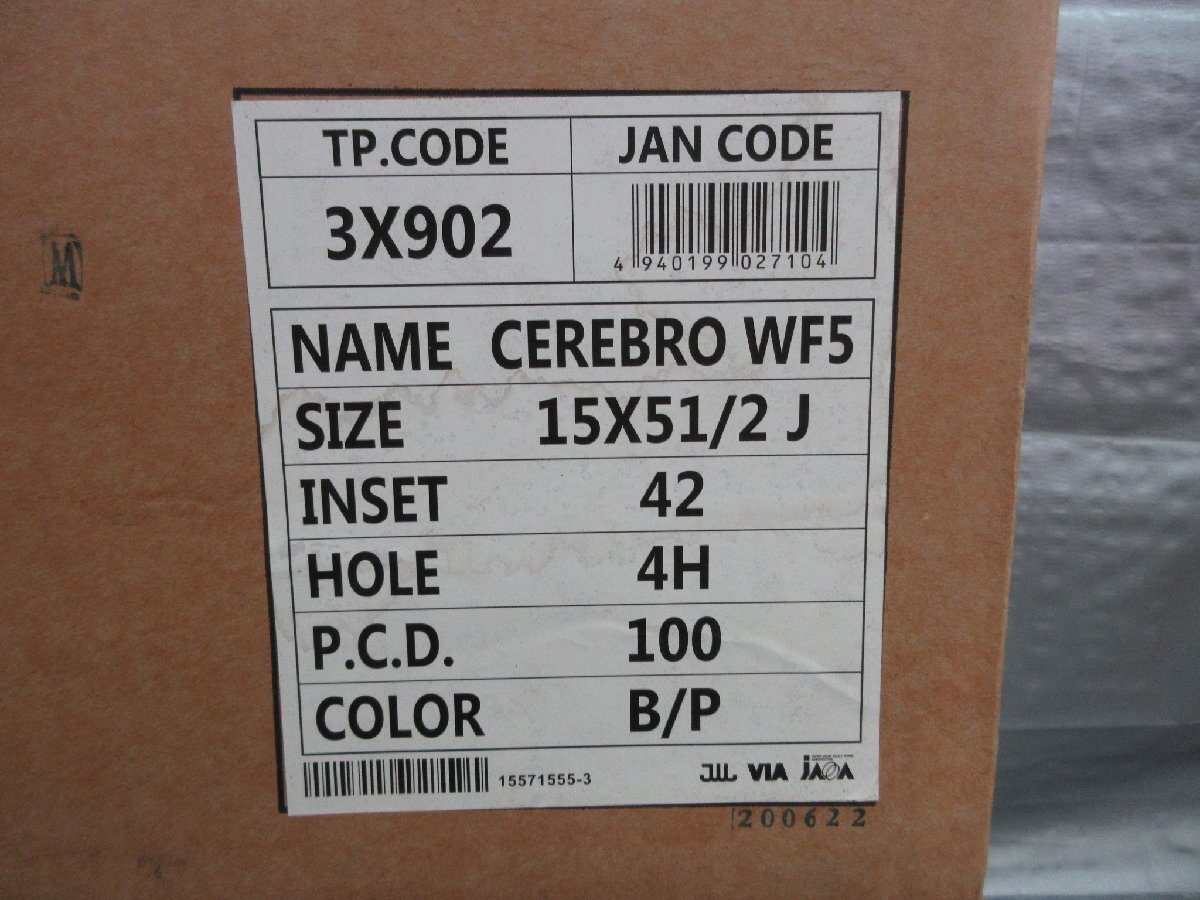 TP.CODE JAN CODE
3X902
4 940199 027104
NAME CEREBRO WF5
SIZE 15X51/2 J
INSET 42
HOLE 4H
P.C.D. 100
COLOR B/P
15571555-3 JWL VIA JAWA
200622
M